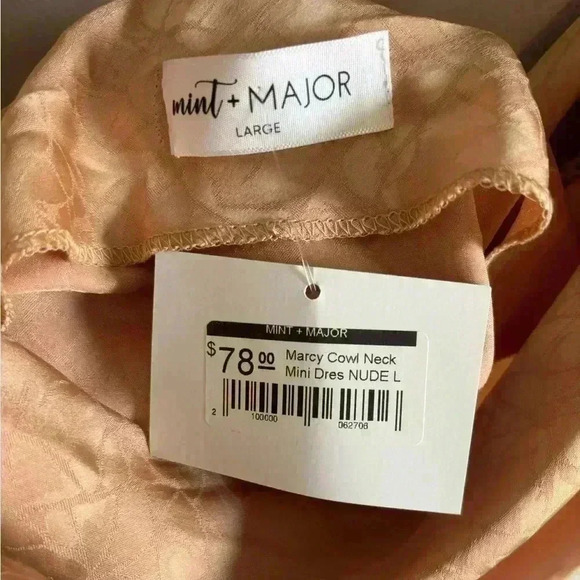 mint + MAJOR
LARGE
MINT + MAJOR
$78.00 Marcy Cowl Neck
Mini Dres NUDE L
2 100000 062706